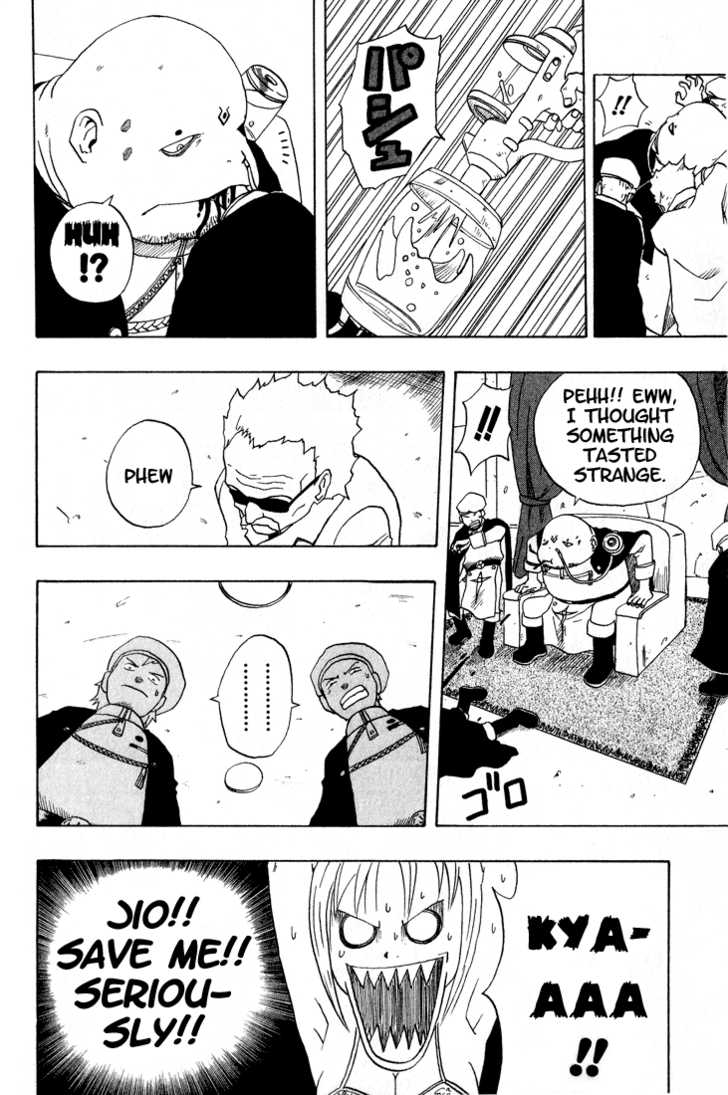 !!
パシュ
HUH
!?
PEHH!! EWW,
I THOUGHT
SOMETHING
TASTED
STRANGE.
!!
ゴロ
PHEW
KYA-
AAA
!!
JIO!!
SAVE ME!!
SERIOU-
SLY!!